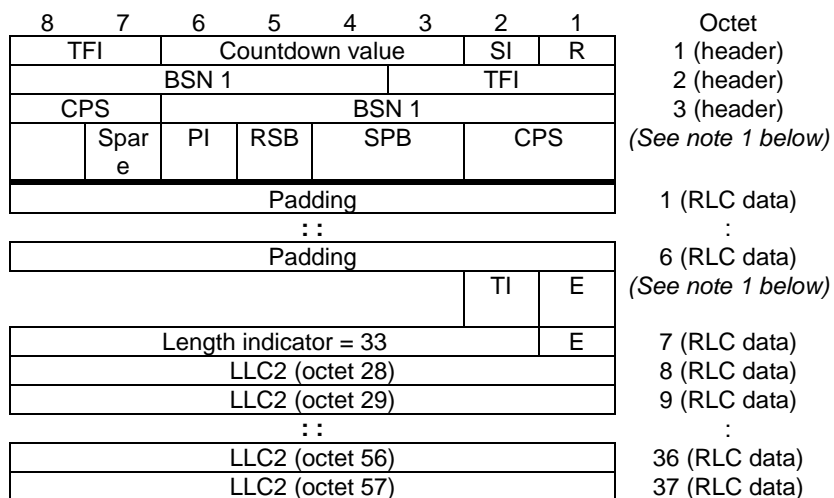 8 7 6 5 4 3 2 1 Octet
TFI Countdown value SI R 1 (header)
BSN 1 TFI 2 (header)
CPS BSN 1 3 (header)
Spar PI RSB SPB CPS (See note 1 below)
e
Padding 1 (RLC data)
: : :
Padding 6 (RLC data)
TI E (See note 1 below)
Length indicator = 33 E 7 (RLC data)
LLC2 (octet 28) 8 (RLC data)
LLC2 (octet 29) 9 (RLC data)
: : :
LLC2 (octet 56) 36 (RLC data)
LLC2 (octet 57) 37 (RLC data)